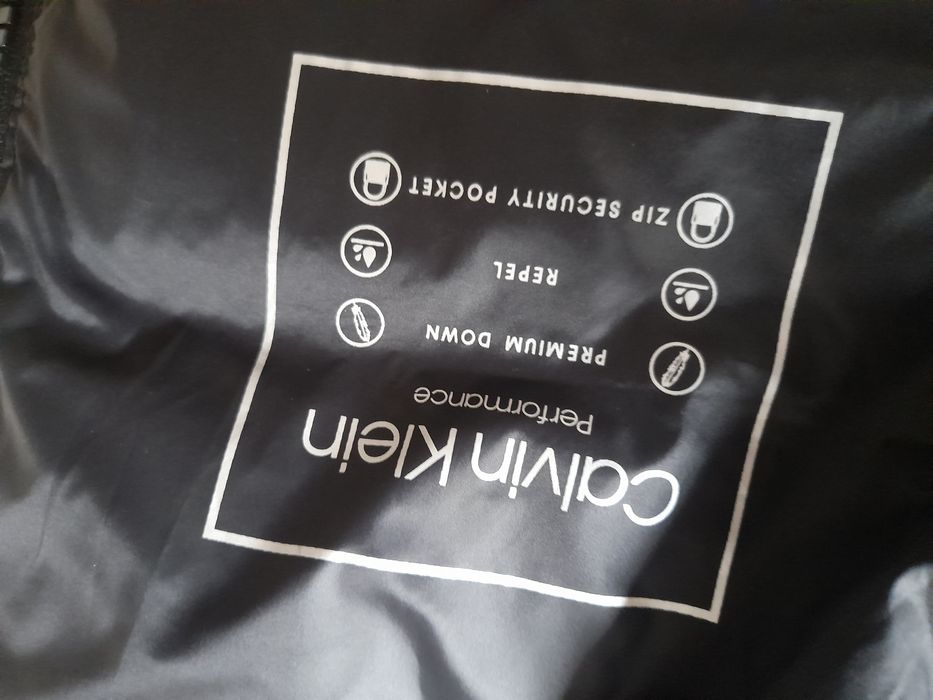 Calvin Klein
Performance
PREMIUM DOWN
REPEL
ZIP SECURITY POCKET